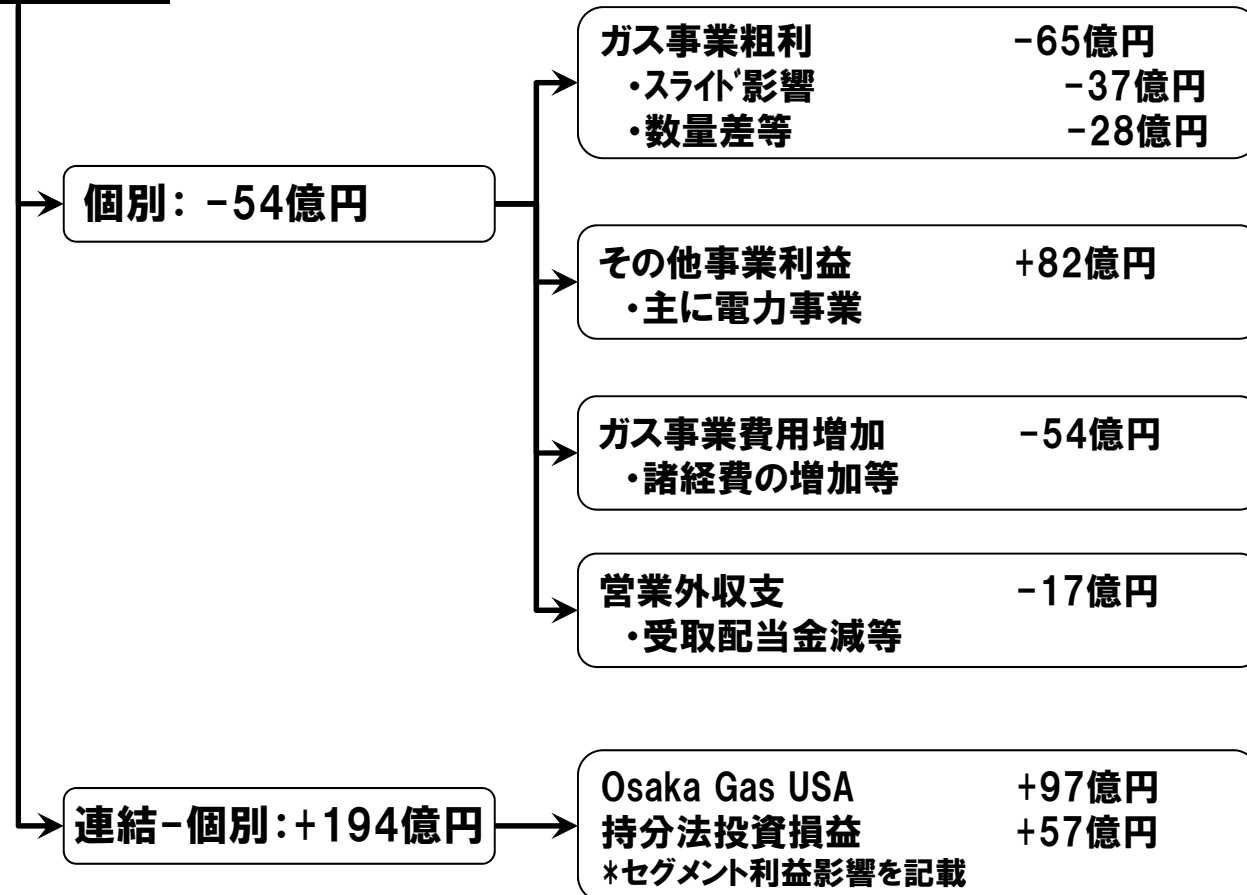 ガス事業粗利 -65億円
・スライド影響 -37億円
・数量差等 -28億円
個別: -54億円
その他事業利益 +82億円
・主に電力事業
ガス事業費用増加 -54億円
・諸経費の増加等
営業外収支 -17億円
・受取配当金減等
連結-個別:+194億円
Osaka Gas USA +97億円
持分法投資損益 +57億円
*セグメント利益影響を記載